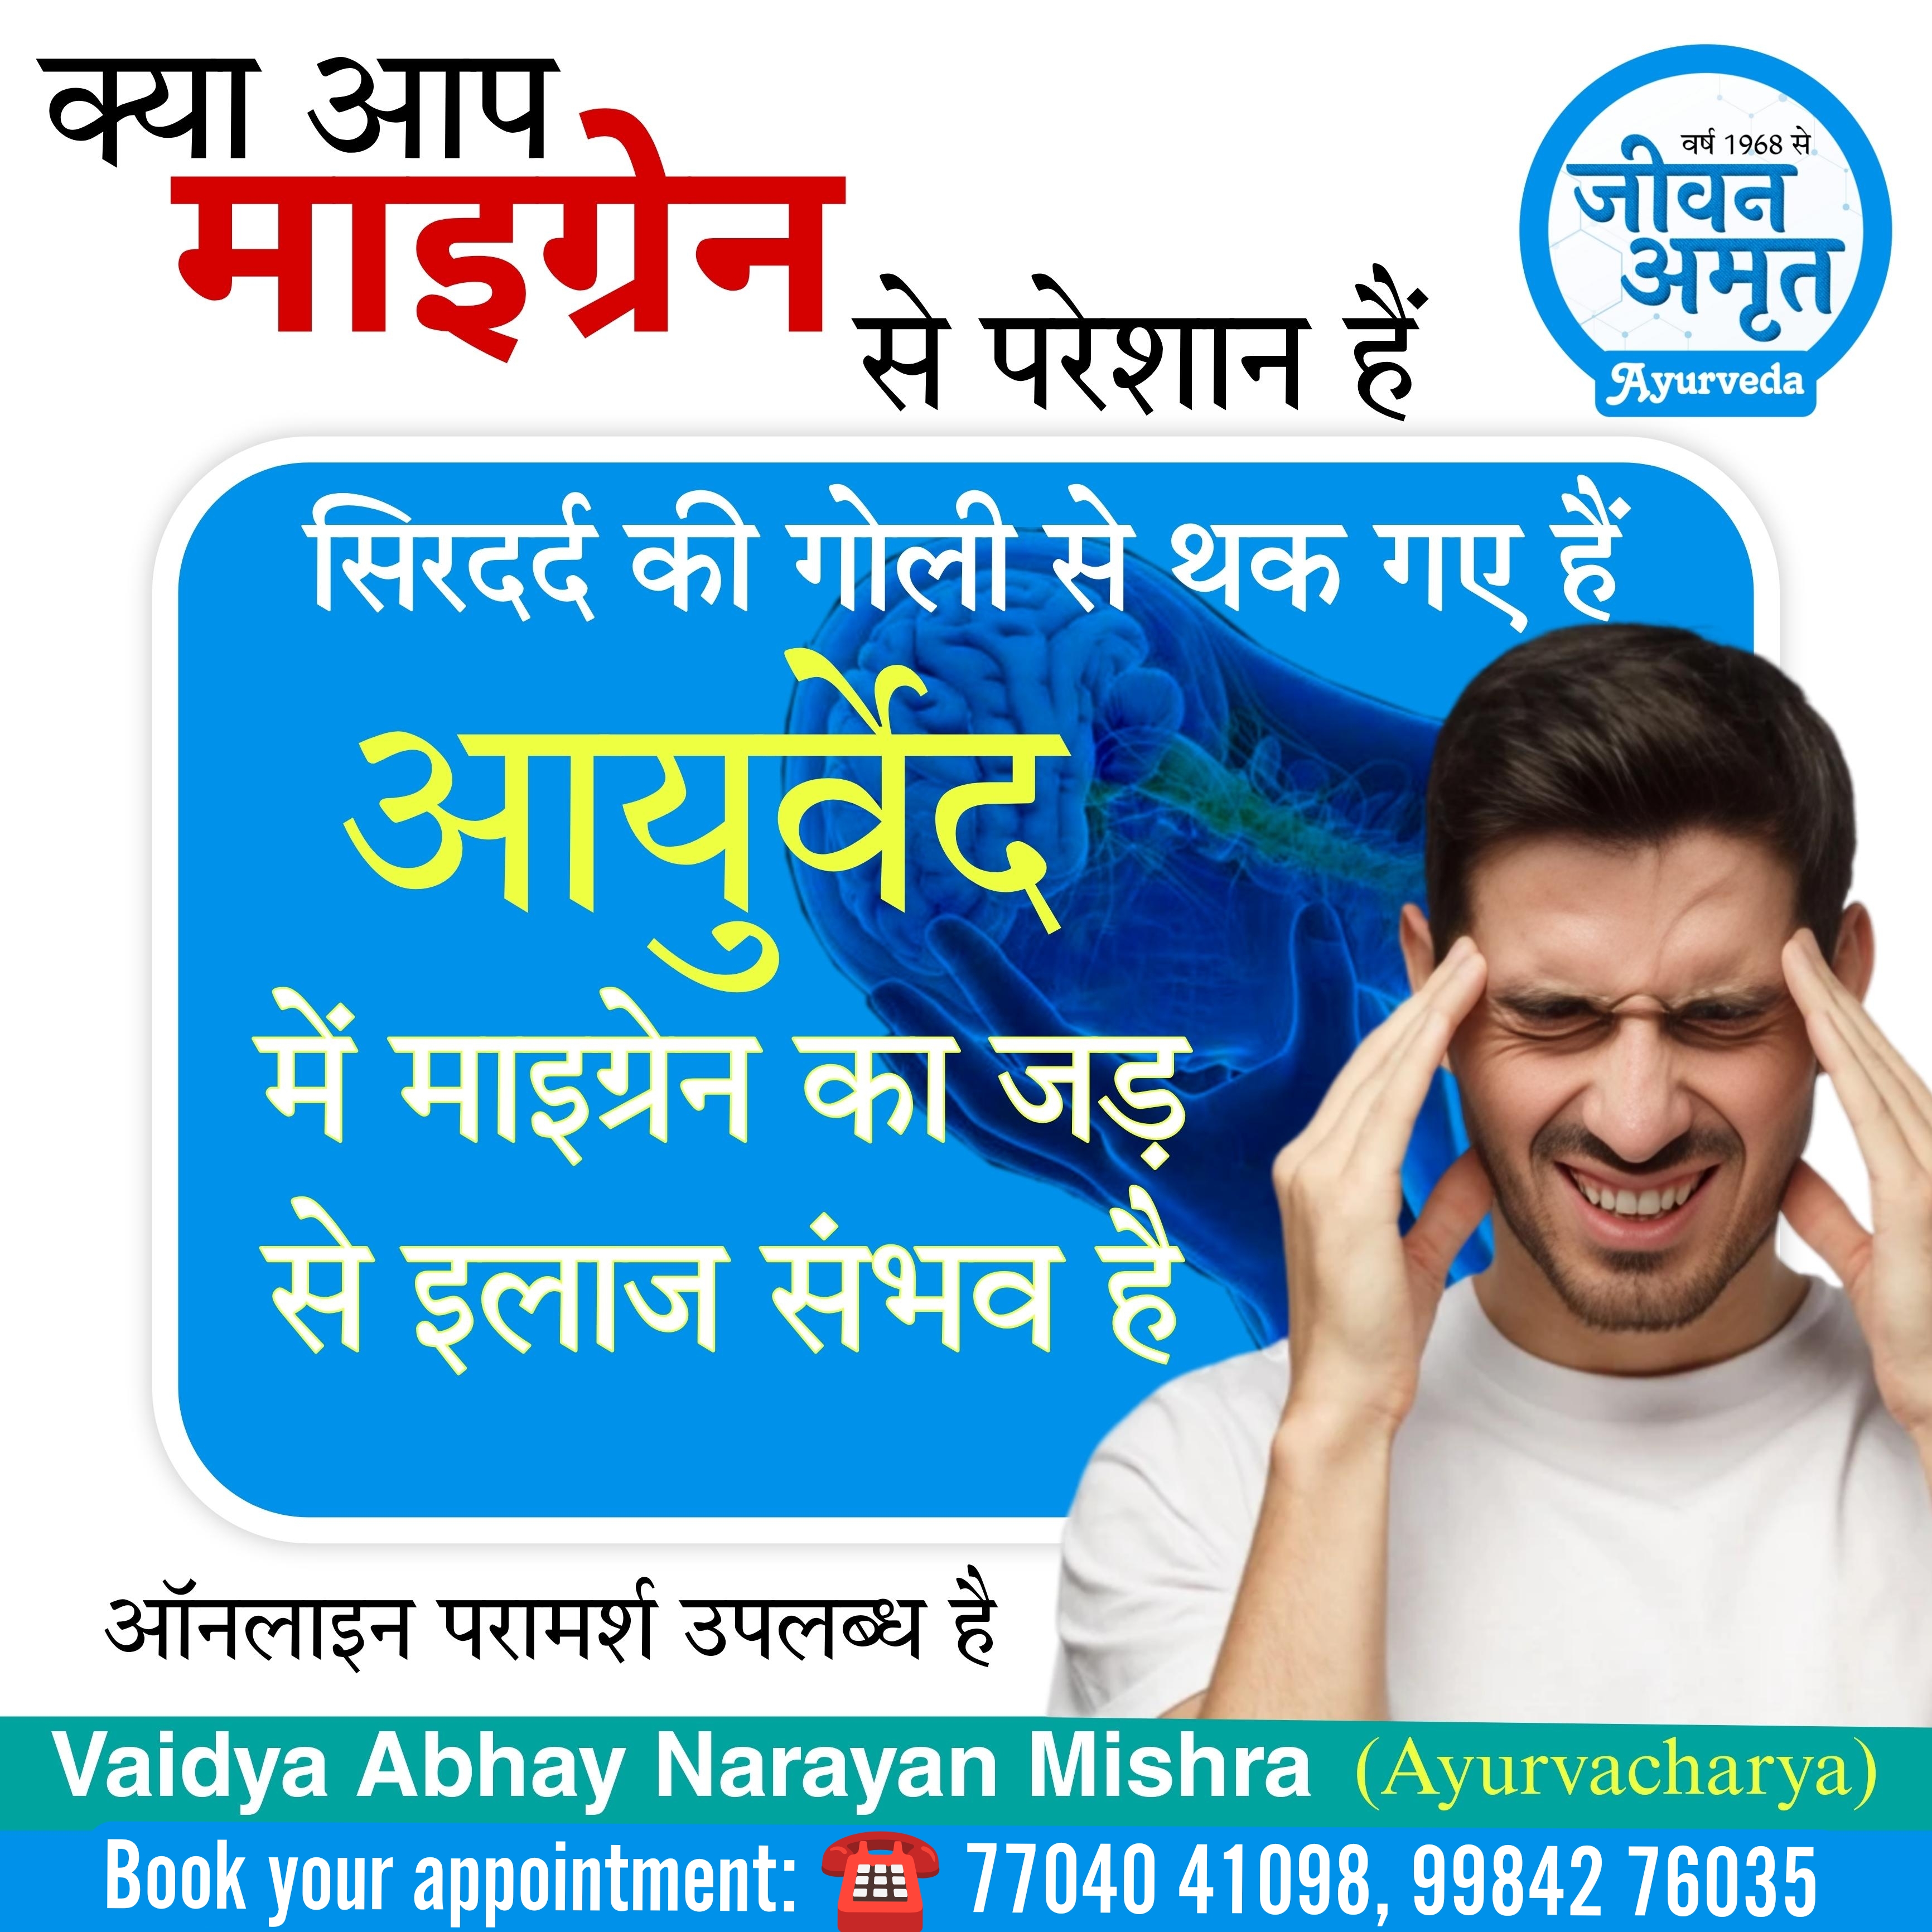 क्या आप
माइग्रेन
से परेशान हैं
वर्ष 1968 से
जीवन
अमृत
Ayurveda
सिरदर्द की गोली से थक गए हैं
आयुर्वेद
में माइग्रेन का जड़
से इलाज संभव है
ऑनलाइन परामर्श उपलब्ध है
Vaidya Abhay Narayan Mishra (Ayurvacharya)
Book your appointment: ☎️ 77040 41098, 99842 76035